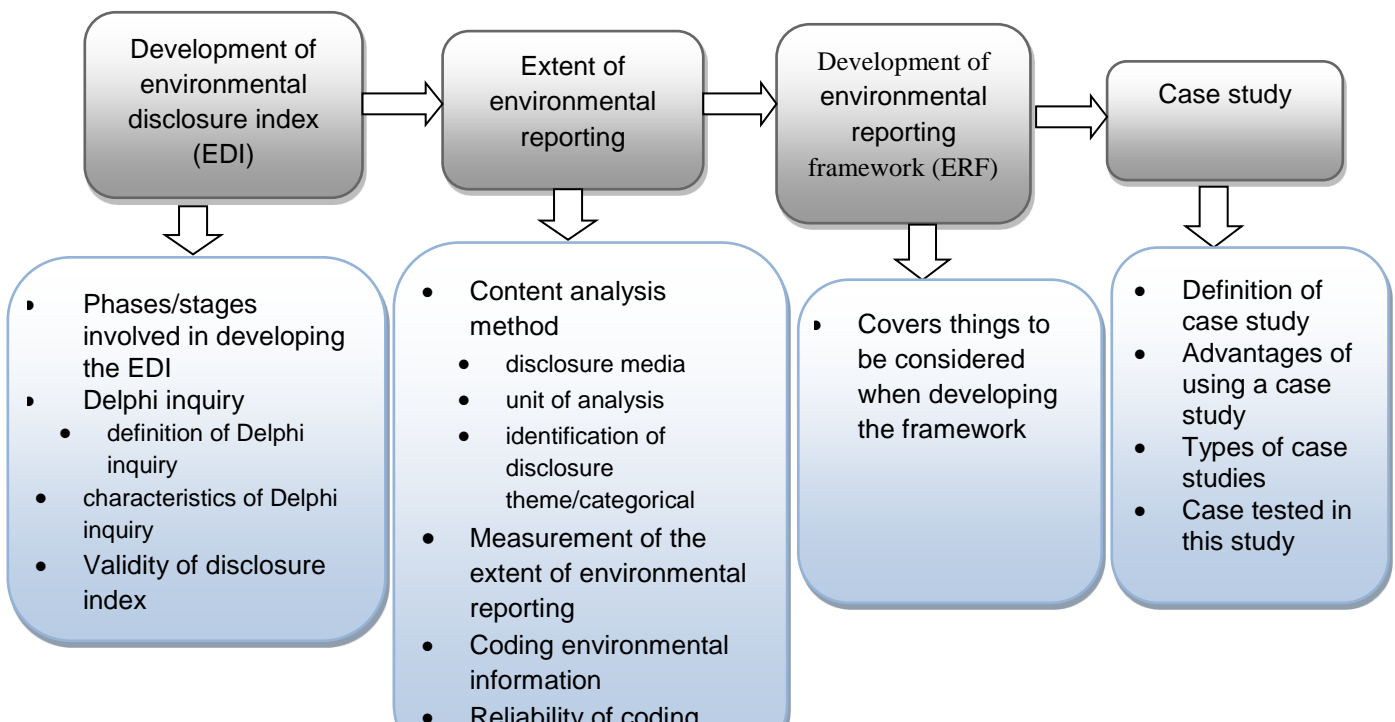 Development of
environmental
disclosure index
(EDI)
Extent of
environmental
reporting
Development of
environmental
reporting
framework (ERF)
Case study
• Phases/stages
involved in developing
the EDI
• Delphi inquiry
• definition of Delphi
inquiry
• characteristics of Delphi
inquiry
• Validity of disclosure
index
• Content analysis
method
• disclosure media
• unit of analysis
• identification of
disclosure
theme/categorical
• Measurement of the
extent of environmental
reporting
• Coding environmental
information
• Reliability of coding
• Covers things to
be considered
when developing
the framework
• Definition of
case study
• Advantages of
using a case
study
• Types of case
studies
• Case tested in
this study